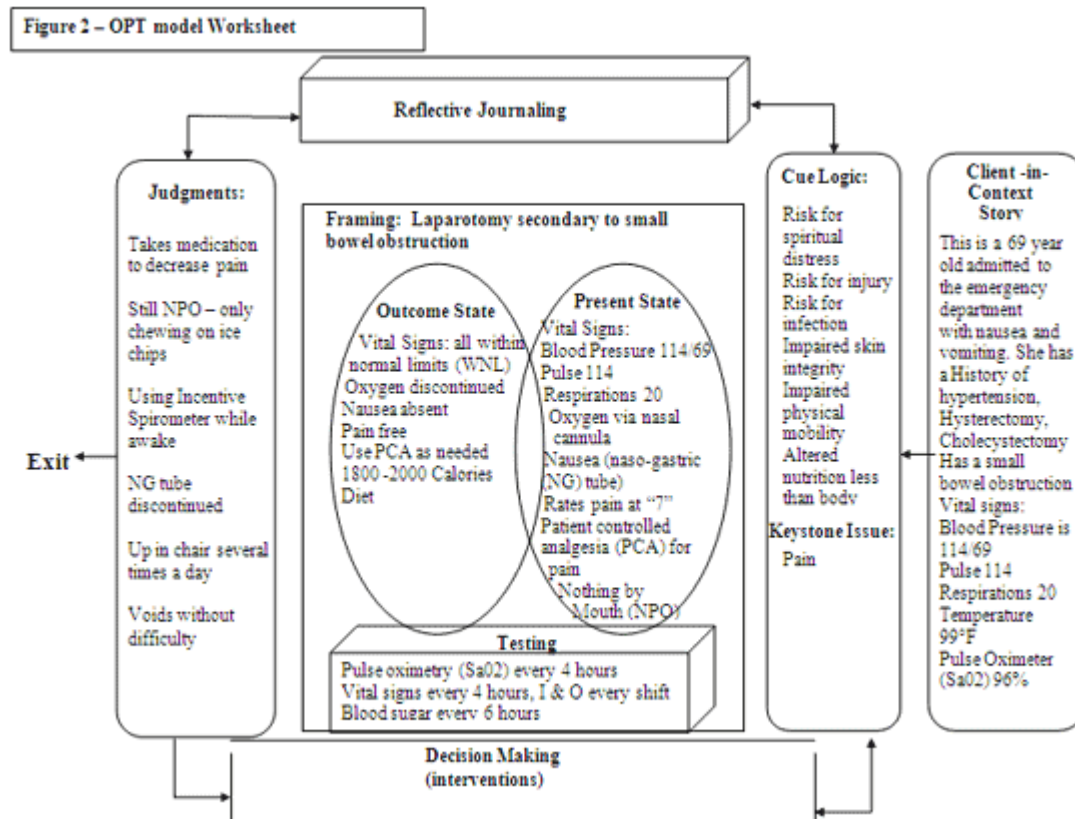 Figure 2 – OPT model Worksheet
Reflective Journaling
Judgments:
Takes medication
to decrease pain
Still NPO – only
chewing on ice
chips
Using Incentive
Spirometer while
awake
NG tube
discontinued
Up in chair several
times a day
Voids without
difficulty
Exit
Framing: Laparotomy secondary to small
bowel obstruction
Outcome State
Vital Signs: all within
normal limits (WNL)
Oxygen discontinued
Nausea absent
Pain free
Use PCA as needed
1800 -2000 Calories
Diet
Present State
Vital Signs:
Blood Pressure 114/69
Pulse 114
Respirations 20
Oxygen via nasal
cannula
Nausea (naso-gastric
(NG) tube)
Rates pain at “7”
Patient controlled
analgesia (PCA) for
pain
Nothing by
Mouth (NPO)
Testing
Pulse oximetry (Sa02) every 4 hours
Vital signs every 4 hours, I & O every shift
Blood sugar every 6 hours
Decision Making
(interventions)
Cue Logic:
Risk for
spiritual
distress
Risk for injury
Risk for
infection
Impaired skin
integrity
Impaired
physical
mobility
Altered
nutrition less
than body
Keystone Issue:
Pain
Client -in-
Context
Story
This is a 69 year
old admitted to
the emergency
department
with nausea and
vomiting. She has
a History of
hypertension,
Hysterectomy,
Cholecystectomy
Has a small
bowel obstruction
Vital signs:
Blood Pressure is
114/69
Pulse 114
Respirations 20
Temperature
99°F
Pulse Oximeter
(Sa02) 96%